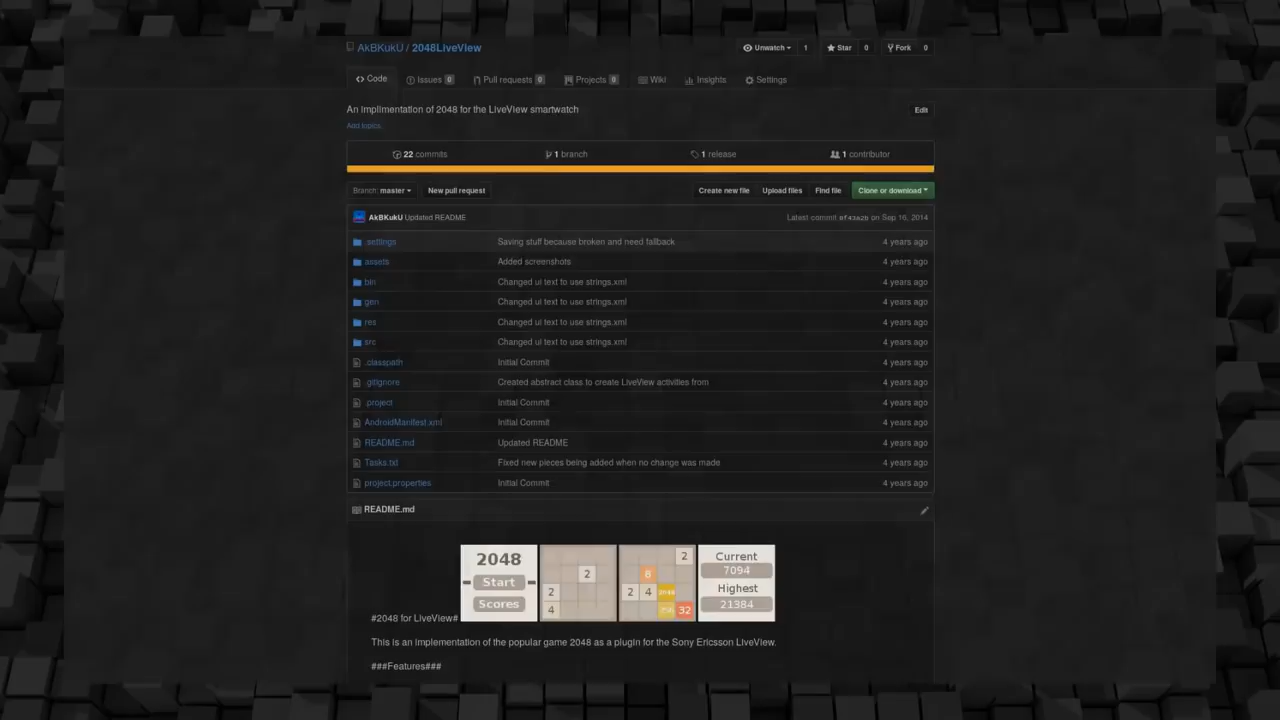 AkBKukU / 2048LiveView
Unwatch 1 Star 0 Fork 0
Code Issues 0 Pull requests 0 Projects 0 Wiki Insights Settings
An implimentation of 2048 for the LiveView smartwatch Edit
Add topics
22 commits 1 branch 1 release 1 contributor
Branch: master New pull request Create new file Upload files Find file Clone or download
AkBKukU Updated README Latest commit 8f43a2b on Sep 16, 2014
.settings Saving stuff because broken and need fallback 4 years ago
assets Added screenshots 4 years ago
bin Changed ui text to use strings.xml 4 years ago
gen Changed ui text to use strings.xml 4 years ago
res Changed ui text to use strings.xml 4 years ago
src Changed ui text to use strings.xml 4 years ago
.classpath Initial Commit 4 years ago
.gitignore Created abstract class to create LiveView activities from 4 years ago
.project Initial Commit 4 years ago
AndroidManifest.xml Initial Commit 4 years ago
README.md Updated README 4 years ago
Tasks.txt Fixed new pieces being added when no change was made 4 years ago
project.properties Initial Commit 4 years ago
README.md
2048 2 Current
2 8 7094
Start 2 2 4 2048 Highest
Scores 4 256 32 21384
#2048 for LiveView#
This is an implementation of the popular game 2048 as a plugin for the Sony Ericsson LiveView.
###Features###